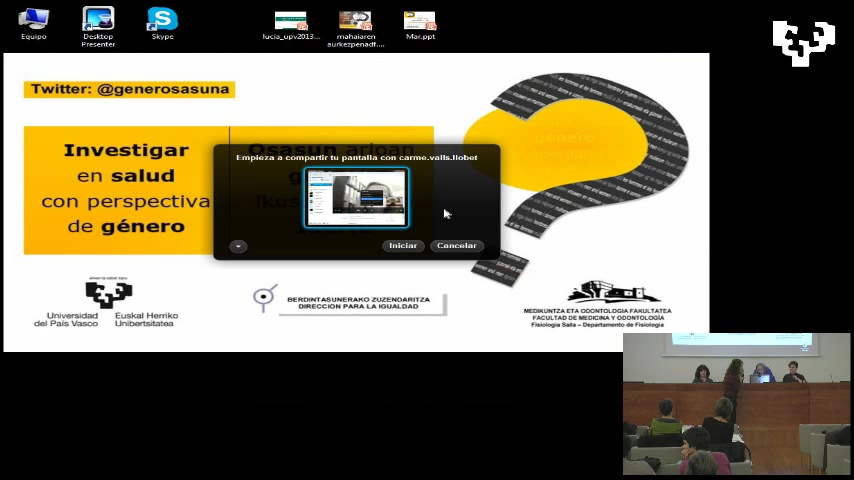 Equipo
Desktop
Presenter
Skype
lucia_upv2013...
mahaiaren
aurkezpenadf....
Mar.ppt
Twitter: @generosasuna
Investigar
en salud
con perspectiva
de género
Osasun arloan
Empieza a compartir tu pantalla con carme.valls.llobet
Iniciar
Cancelar
género
Universidad
del País Vasco
Euskal Herriko
Unibertsitatea
BERDINTASUNERAKO ZUZENDARITZA
DIRECCION PARA LA IGUALDAD
MEDIKUNTZA ETA ODONTOLOGIA FAKULTATEA
FACULTAD DE MEDICINA Y ODONTOLOGÍA
Fisiologia Saila – Departamento de Fisiología